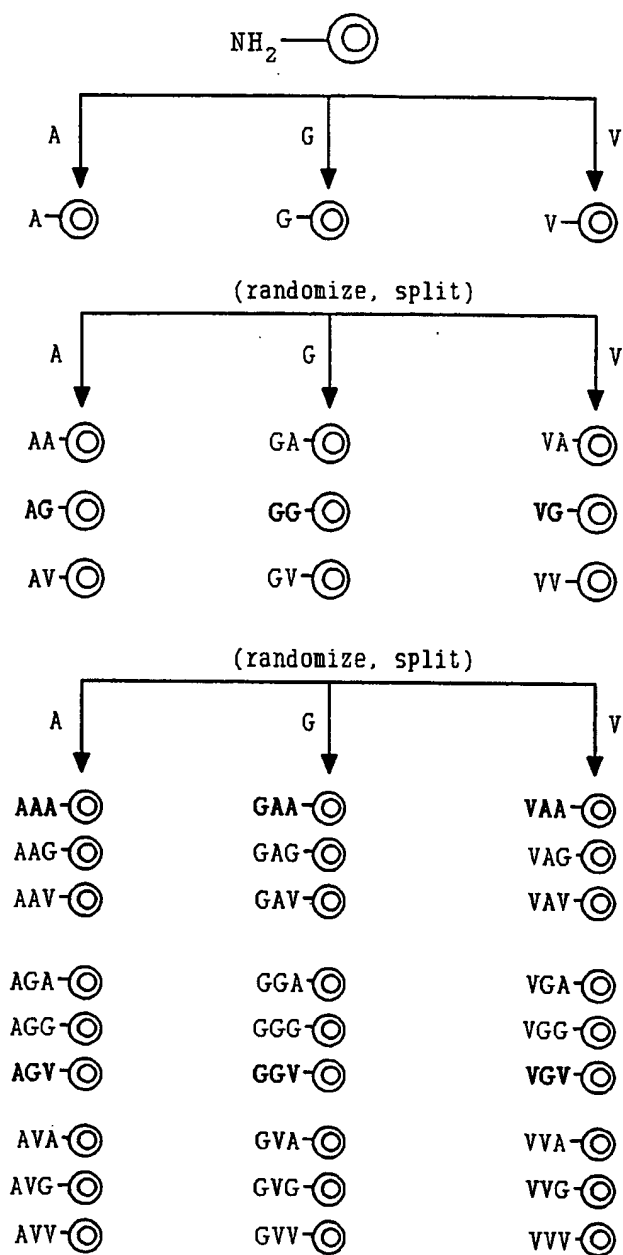 NH2
A G V
A G V
(randomize, split)
A G V
AA GA VA
AG GG VG
AV GV VV
(randomize, split)
A G V
AAA GAA VAA
AAG GAG VAG
AAV GAV VAV
AGA GGA VGA
AGG GGG VGG
AGV GGV VGV
AVA GVA VVA
AVG GVG VVG
AVV GVV VVV